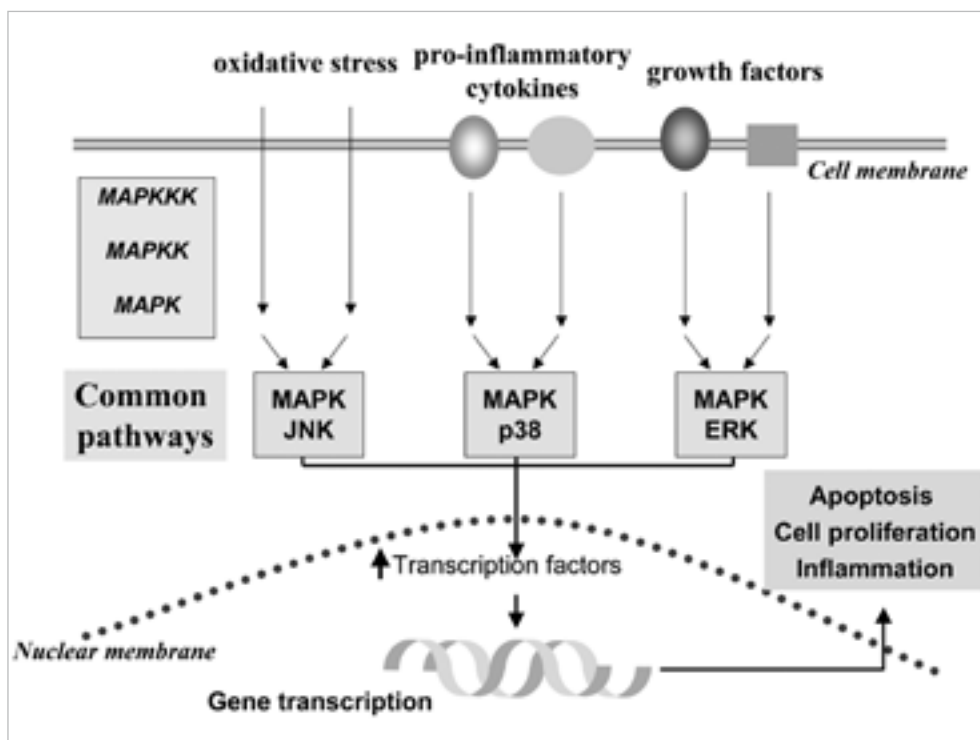 oxidative stress
pro-inflammatory
cytokines
growth factors
Cell membrane
MAPKKK
MAPKK
MAPK
Common
pathways
MAPK
JNK
MAPK
p38
MAPK
ERK
Apoptosis
Cell proliferation
Inflammation
Transcription factors
Nuclear membrane
Gene transcription